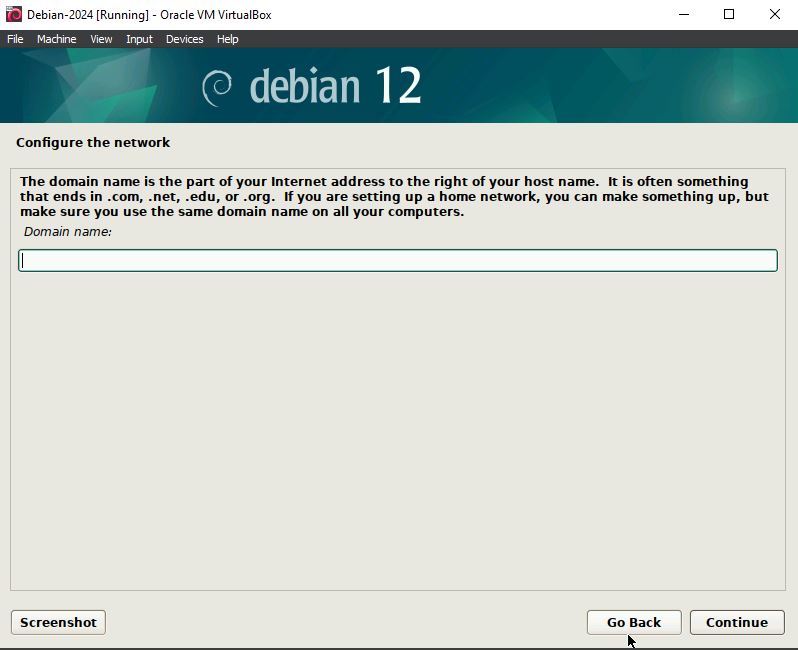 Debian-2024 [Running] - Oracle VM VirtualBox
File Machine View Input Devices Help
debian 12
Configure the network
The domain name is the part of your Internet address to the right of your host name.  It is often something
that ends in .com, .net, .edu, or .org.  If you are setting up a home network, you can make something up, but
make sure you use the same domain name on all your computers.
Domain name:
Screenshot Go Back Continue